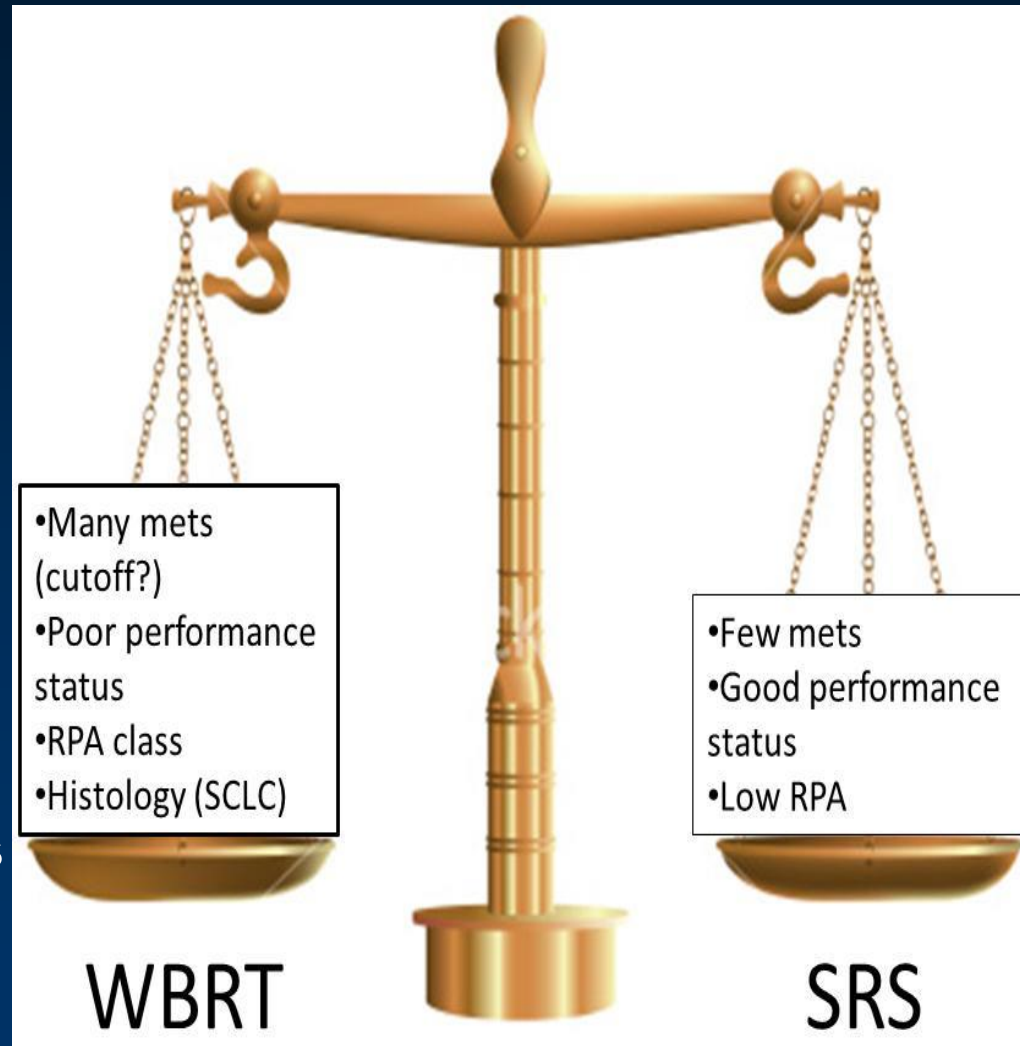 •Many mets
(cutoff?)
•Poor performance
status
•RPA class
•Histology (SCLC)
•Few mets
•Good performance
status
•Low RPA
WBRT
SRS